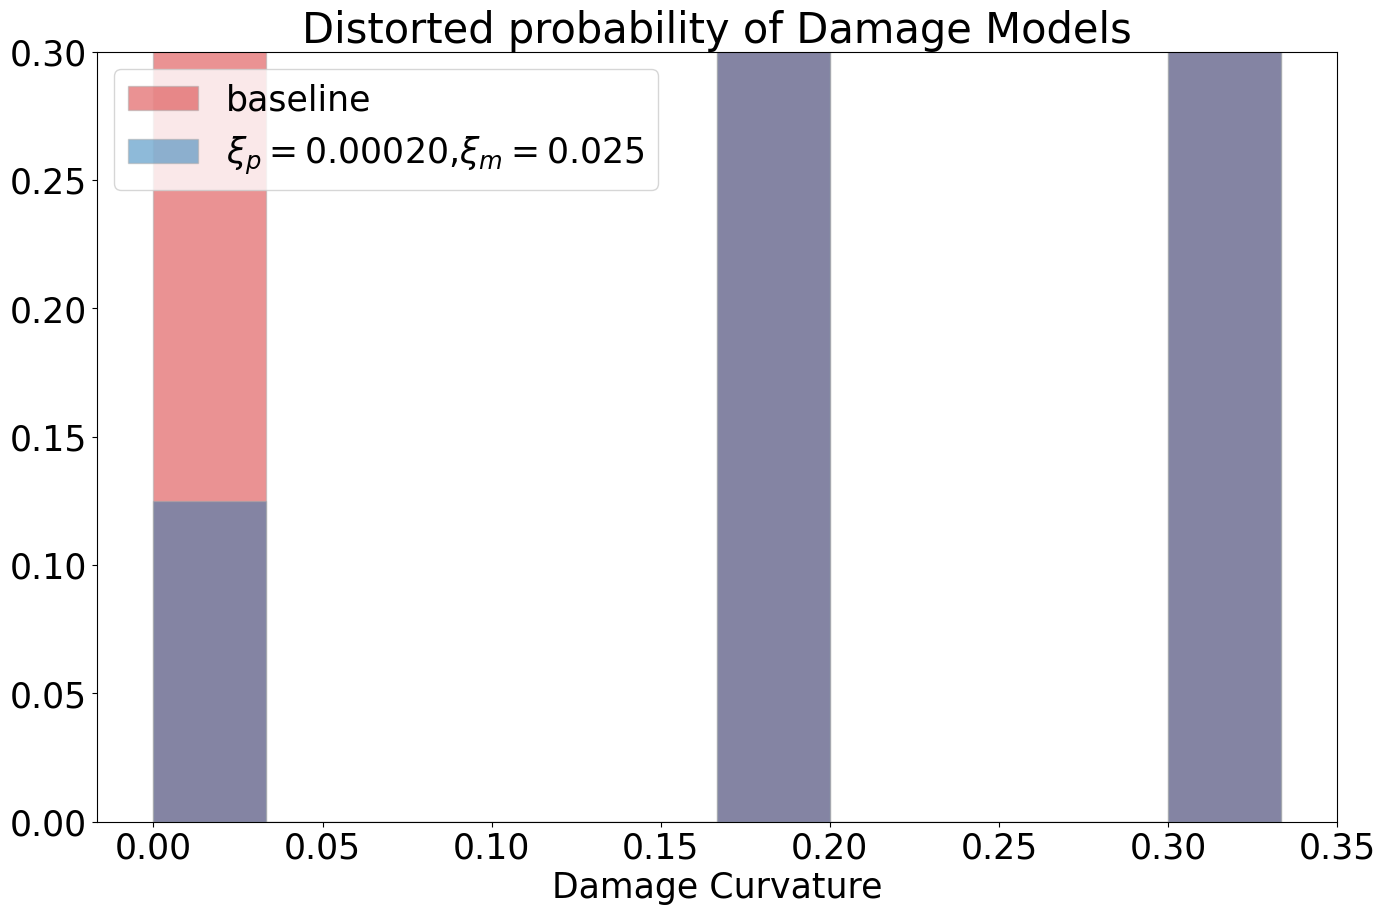 Distorted probability of Damage Models
0.30
0.25
0.20
0.15
0.10
0.05
0.00
baseline
ξₚ = 0.00020,ξₘ = 0.025
0.00 0.05 0.10 0.15 0.20 0.25 0.30 0.35
Damage Curvature